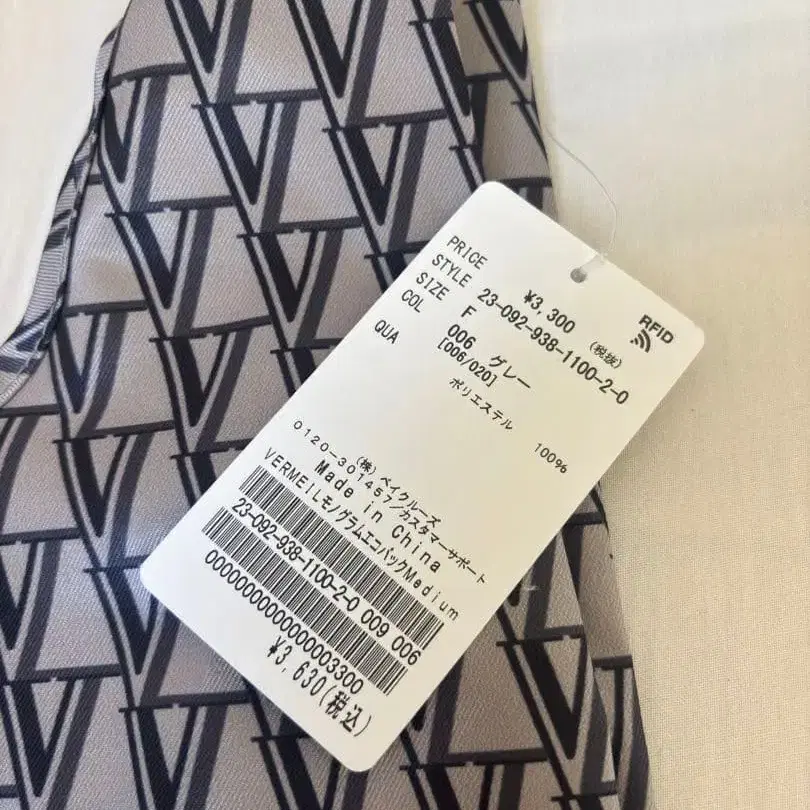 RFID
PRICE ¥3,300 (税抜)
STYLE 23-092-938-1100-2-0
SIZE F
COL 006 グレー
[006/020]
QUA ポリエステル 100%
(株)ベイクルーズ
0120-301457/カスタマーサポート
Made in China
VERMEILモノグラムエコバックMedium
23-092-938-1100-2-0 009 006
0000000000000003300
¥3,630(税込)